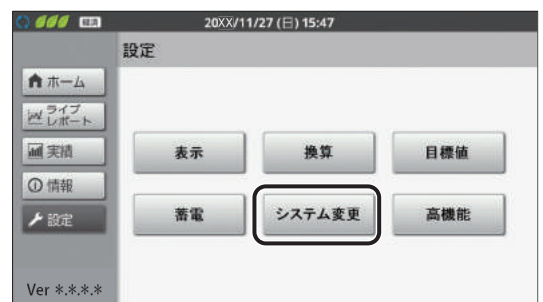 経済 20XX/11/27 (日) 15:47
設定
ホーム
ライブ
レポート
実績
情報
設定
表示 換算 目標値
蓄電 システム変更 高機能
Ver *.*.*.*